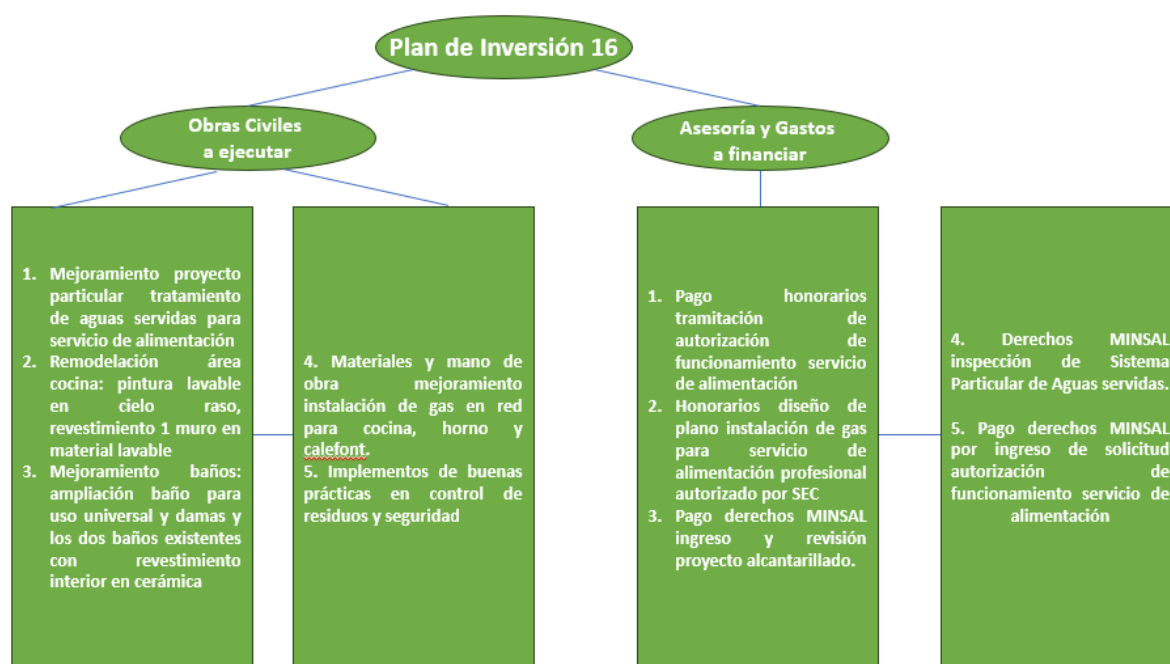 Plan de Inversión 16
Obras Civiles
a ejecutar
Asesoría y Gastos
a financiar
1. Mejoramiento proyecto
particular tratamiento
de aguas servidas para
servicio de alimentación
2. Remodelación área
cocina: pintura lavable
en cielo raso,
revestimiento 1 muro en
material lavable
3. Mejoramiento baños:
ampliación baño para
uso universal y damas y
los dos baños existentes
con revestimiento
interior en cerámica
4. Materiales y mano de
obra mejoramiento
instalación de gas en red
para cocina, horno y
calefont.
5. Implementos de buenas
prácticas en control de
residuos y seguridad
1. Pago honorarios
tramitación de
autorización de
funcionamiento servicio
de alimentación
2. Honorarios diseño de
plano instalación de gas
para servicio de
alimentación profesional
autorizado por SEC
3. Pago derechos MINSAL
ingreso y revisión
proyecto alcantarillado.
4. Derechos MINSAL
inspección de Sistema
Particular de Aguas servidas.
5. Pago derechos MINSAL
por ingreso de solicitud
autorización de
funcionamiento servicio de
alimentación